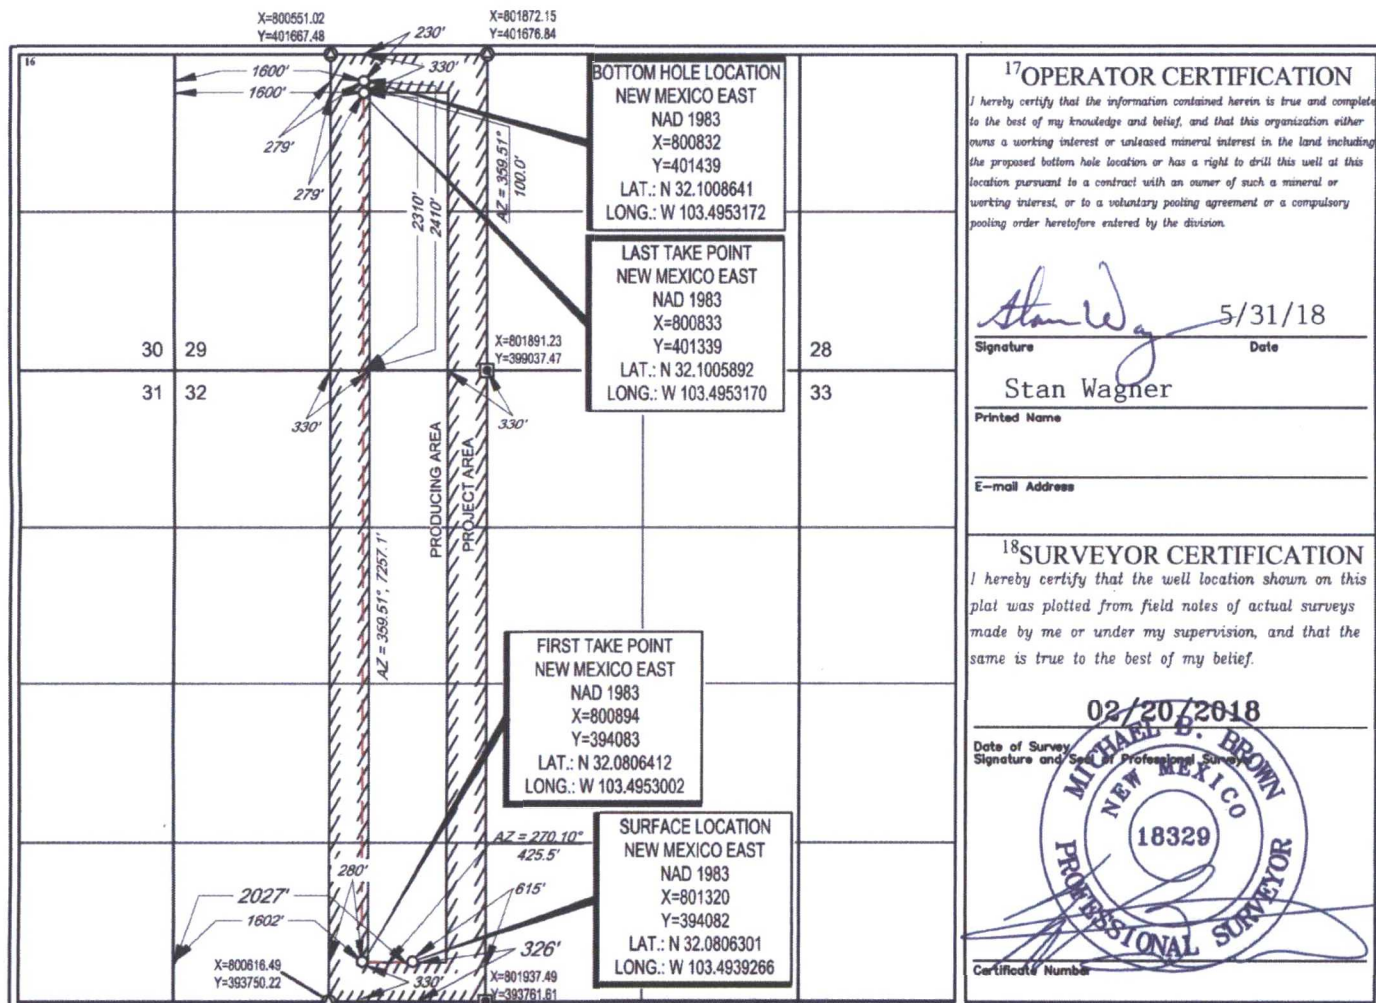 X=800551.02
Y=401667.48
X=801872.15
Y=401676.84
230'
16
1600'
330'
1600'
279'
279'
AZ = 359.51°
100.0'
2310'
2410'
BOTTOM HOLE LOCATION
NEW MEXICO EAST
NAD 1983
X=800832
Y=401439
LAT.: N 32.1008641
LONG.: W 103.4953172
LAST TAKE POINT
NEW MEXICO EAST
NAD 1983
X=800833
Y=401339
LAT.: N 32.1005892
LONG.: W 103.4953170
X=801891.23
Y=399037.47
30 29
28
31 32
33
330'
330'
PRODUCING AREA
PROJECT AREA
AZ = 359.51°, 7257.1'
FIRST TAKE POINT
NEW MEXICO EAST
NAD 1983
X=800894
Y=394083
LAT.: N 32.0806412
LONG.: W 103.4953002
SURFACE LOCATION
NEW MEXICO EAST
NAD 1983
X=801320
Y=394082
LAT.: N 32.0806301
LONG.: W 103.4939266
AZ = 270.10°
425.5'
280'
2027'
615'
1602'
326'
X=800616.49
Y=393750.22
330'
X=801937.49
Y=393761.61
17 OPERATOR CERTIFICATION
I hereby certify that the information contained herein is true and complete
to the best of my knowledge and belief, and that this organization either
owns a working interest or unleased mineral interest in the land including
the proposed bottom hole location or has a right to drill this well at this
location pursuant to a contract with an owner of such a mineral or
working interest, or to a voluntary pooling agreement or a compulsory
pooling order heretofore entered by the division.
Stan Wag 5/31/18
Signature Date
Stan Wagner
Printed Name
E-mail Address
18 SURVEYOR CERTIFICATION
I hereby certify that the well location shown on this
plat was plotted from field notes of actual surveys
made by me or under my supervision, and that the
same is true to the best of my belief.
02/20/2018
Date of Survey
Signature and Seal of Professional Surveyor
MICHAEL B. BROWN
NEW MEXICO
18329
PROFESSIONAL SURVEYOR
Certificate Number